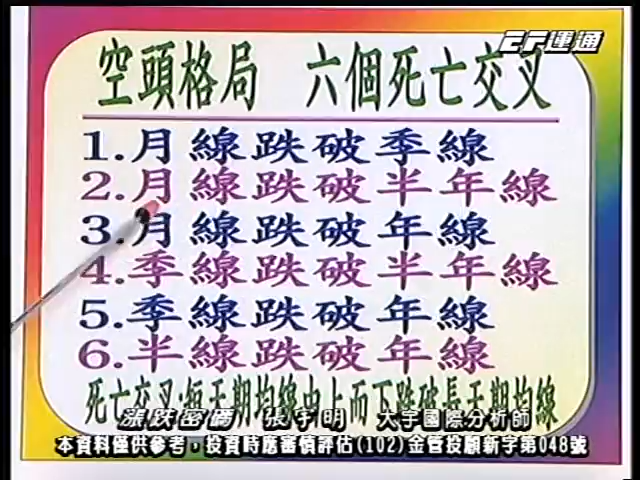 EF運通
空頭格局 六個死亡交叉
1.月線跌破季線
2.月線跌破半年線
3.月線跌破年線
4.季線跌破半年線
5.季線跌破年線
6.半線跌破年線
死亡交叉:短天期均線由上而下跌破長天期均線
漲跌密碼 張宇明 大宇國際分析師
本資料僅供參考，投資時應審慎評估(102)金管投顧新字第048號